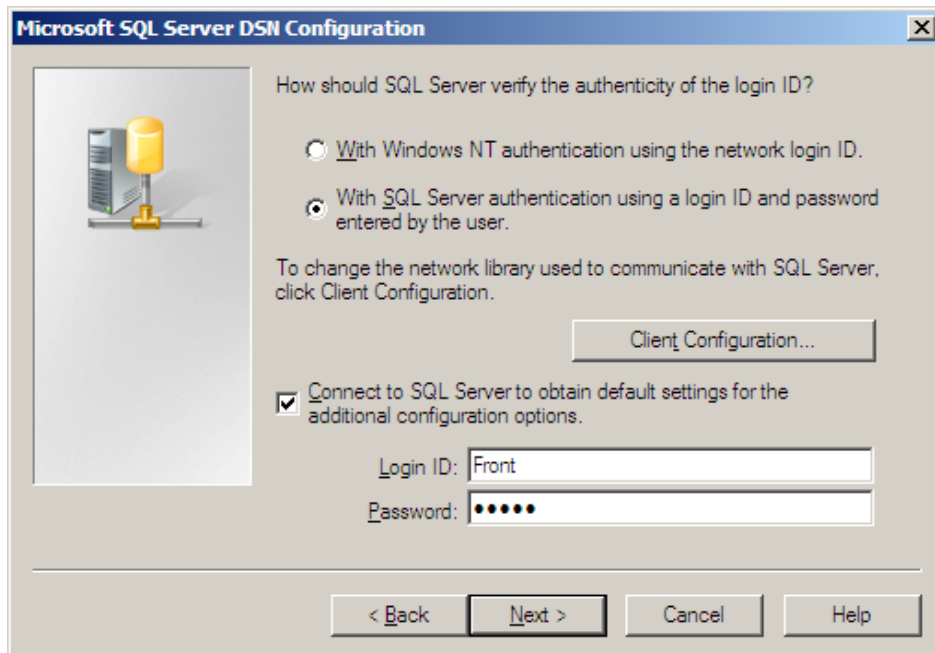 Microsoft SQL Server DSN Configuration
How should SQL Server verify the authenticity of the login ID?
With Windows NT authentication using the network login ID.
With SQL Server authentication using a login ID and password
entered by the user.
To change the network library used to communicate with SQL Server,
click Client Configuration.
Client Configuration...
Connect to SQL Server to obtain default settings for the
additional configuration options.
Login ID: Front
Password: •••••
< Back Next > Cancel Help